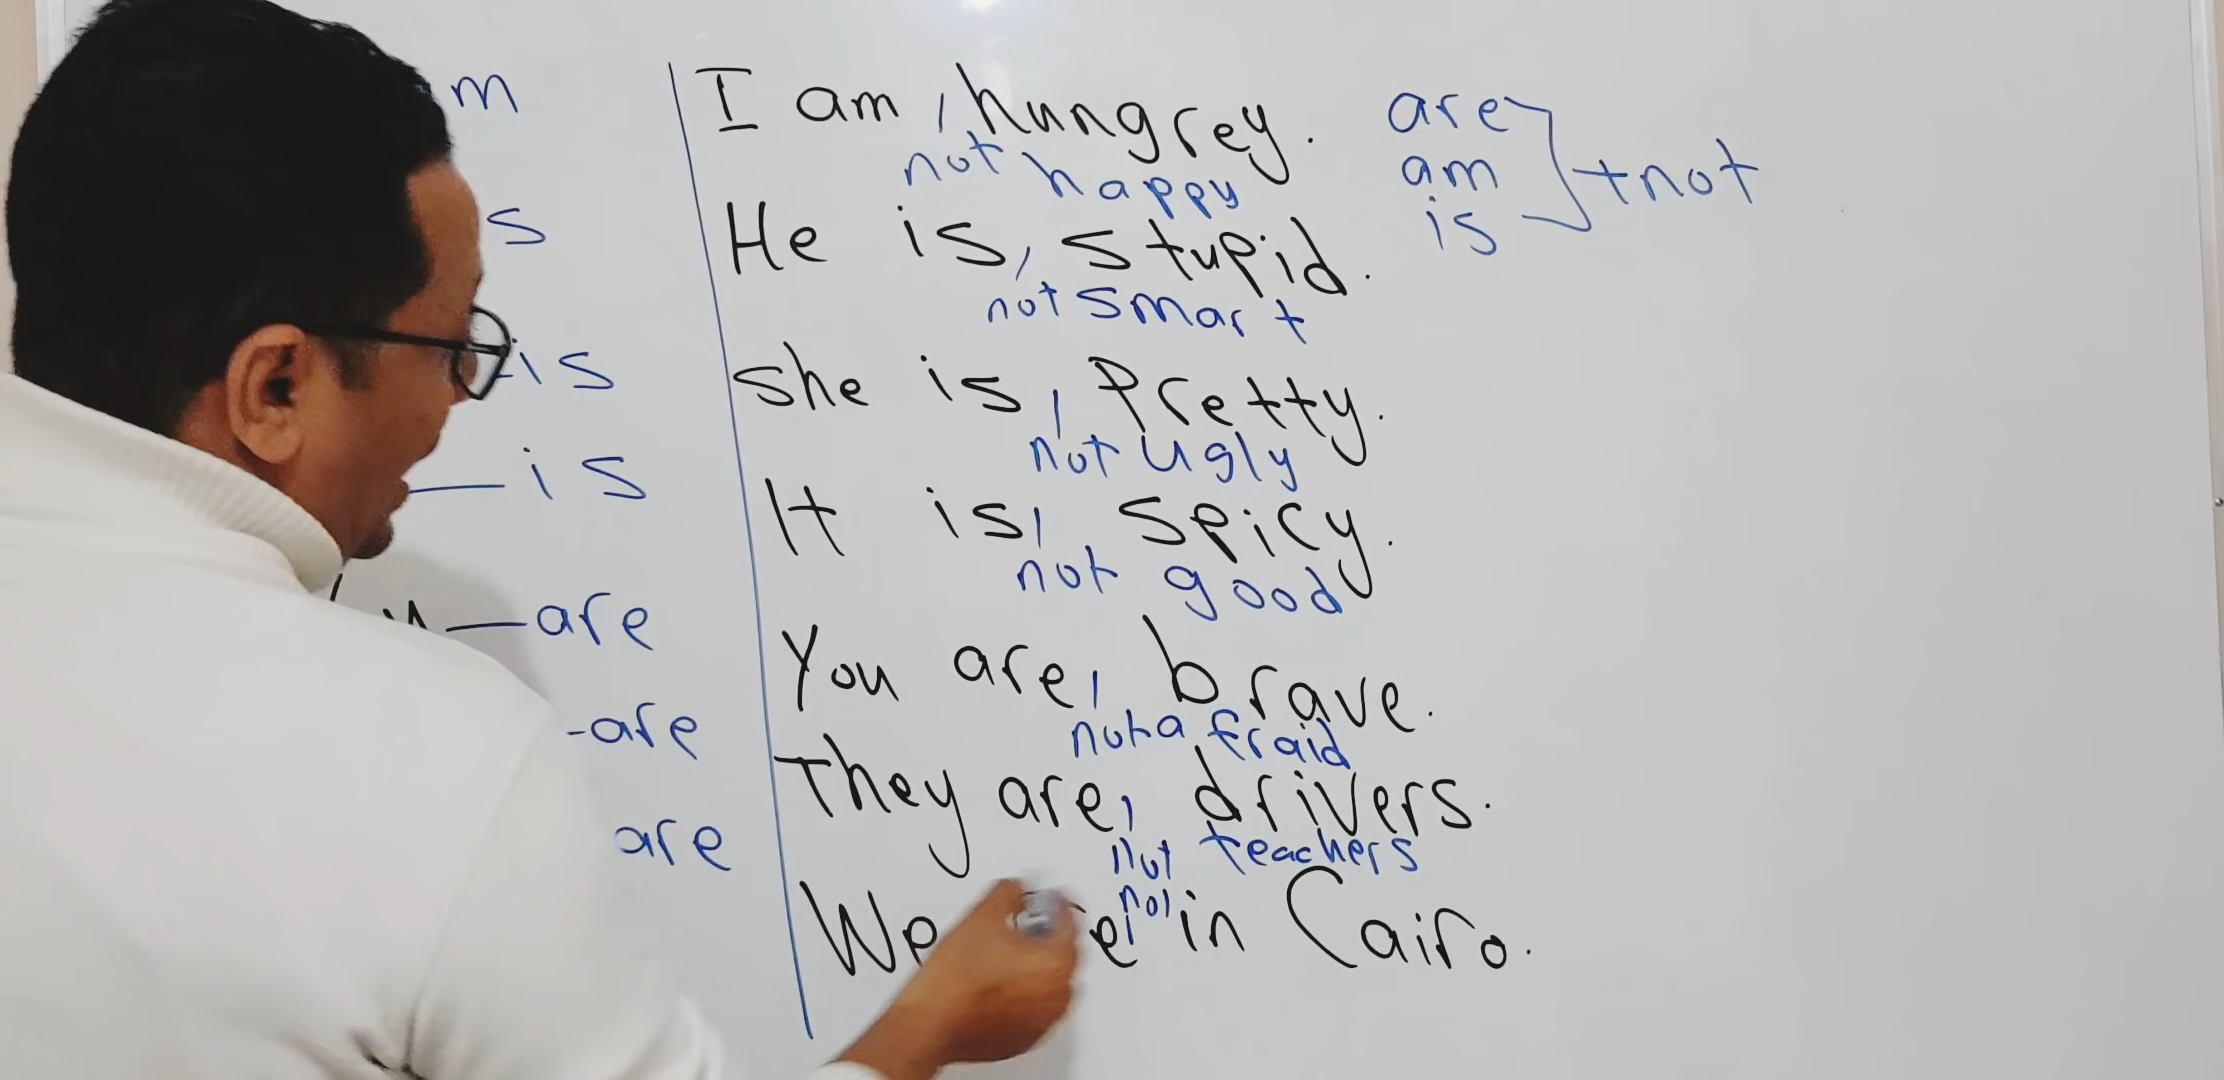 m
s
is
is
are
are
are
I am, hungrey.
not happy
He is, stupid.
not smart
she is, Pretty.
not ugly
It is, spicy.
not good
You are, brave.
not afraid
They are, drivers.
not teachers
not
We in Cairo.
are
am
is
+not